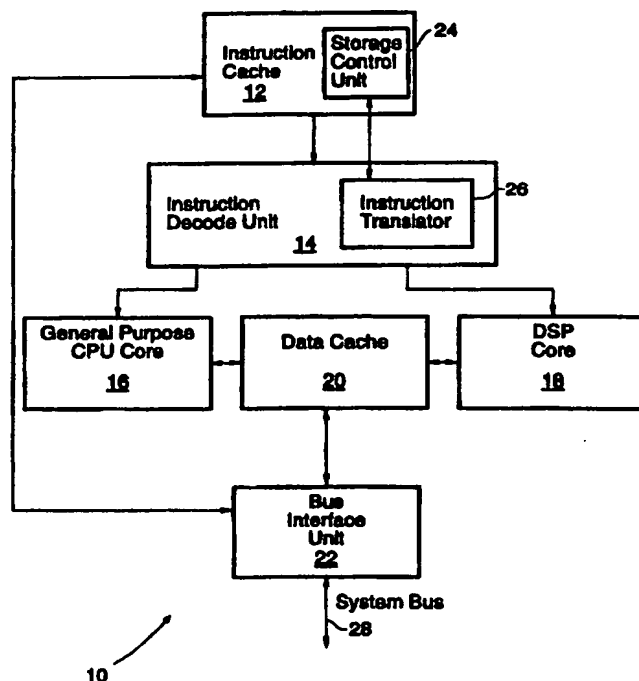 Instruction
Cache
12
Storage
Control
Unit
24
Instruction
Decode Unit
14
Instruction
Translator
26
General Purpose
CPU Core
16
Data Cache
20
DSP
Core
18
Bus
Interface
Unit
22
System Bus
28
10